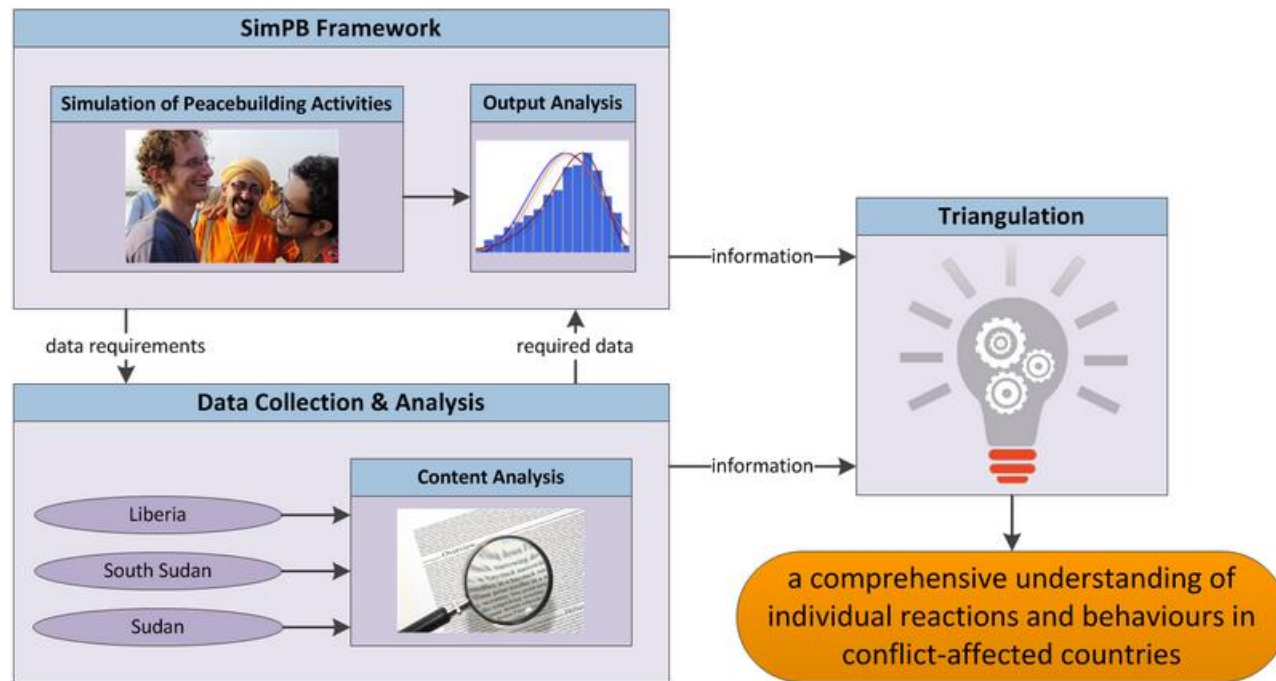 SimPB Framework
Simulation of Peacebuilding Activities
Output Analysis
information
Triangulation
data requirements
required data
Data Collection & Analysis
Content Analysis
Liberia
South Sudan
Sudan
Overview
information
a comprehensive understanding of
individual reactions and behaviours in
conflict-affected countries